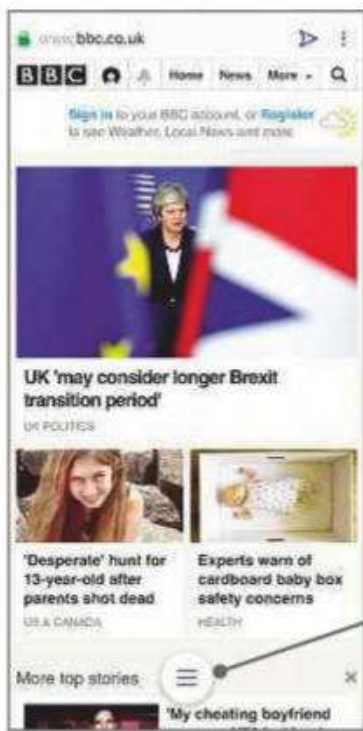 www.bbc.co.uk
BBC Home News More
Sign in to your BBC account, or Register
to see Weather, Local News and more
UK 'may consider longer Brexit
transition period'
UK POLITICS
'Desperate' hunt for
13-year-old after
parents shot dead
US & CANADA
Experts warn of
cardboard baby box
safety concerns
HEALTH
More top stories
'My cheating boyfriend